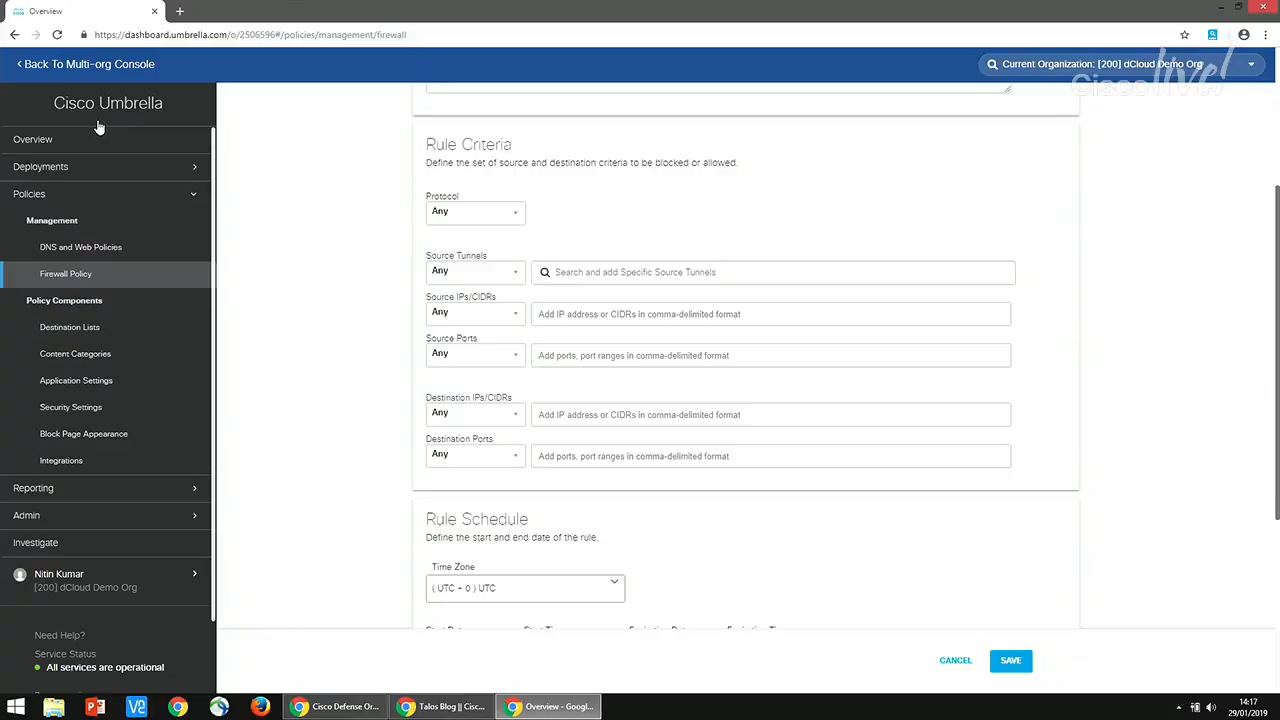 Overview
https://dashboard.umbrella.com/o/2506596#/policies/management/firewall
Back To Multi-org Console
Current Organization: [200] dCloud Demo Org
Cisco live!
Cisco Umbrella
Overview
Deployments
Policies
Management
DNS and Web Policies
Firewall Policy
Policy Components
Destination Lists
Content Categories
Application Settings
Security Settings
Block Page Appearance
Integrations
Reporting
Admin
Investigate
Nitin Kumar
[200] dCloud Demo Org
Need Help?
Service Status
All services are operational
Rule Criteria
Define the set of source and destination criteria to be blocked or allowed.
Protocol
Any
Source Tunnels
Any
Search and add Specific Source Tunnels
Source IPs/CIDRs
Any
Add IP address or CIDRs in comma-delimited format
Source Ports
Any
Add ports, port ranges in comma-delimited format
Destination IPs/CIDRs
Any
Add IP address or CIDRs in comma-delimited format
Destination Ports
Any
Add ports, port ranges in comma-delimited format
Rule Schedule
Define the start and end date of the rule.
Time Zone
( UTC + 0 ) UTC
CANCEL
SAVE
Cisco Defense Or...
Talos Blog || Cisc...
Overview - Googl...
14:17
29/01/2019